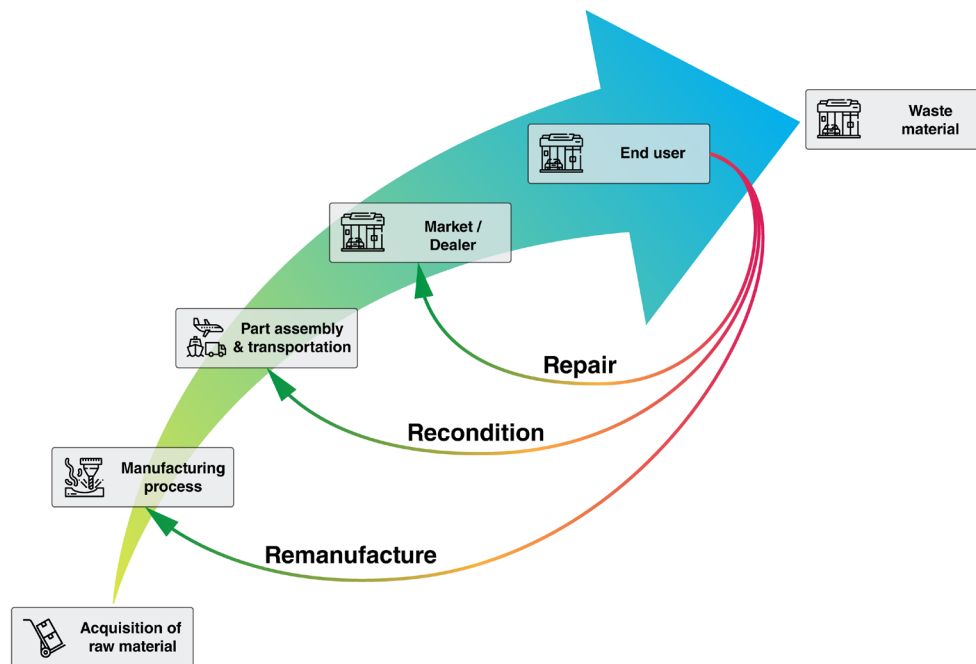 Waste
material
End user
Market /
Dealer
Part assembly
& transportation
Repair
Recondition
Manufacturing
process
Remanufacture
Acquisition of
raw material